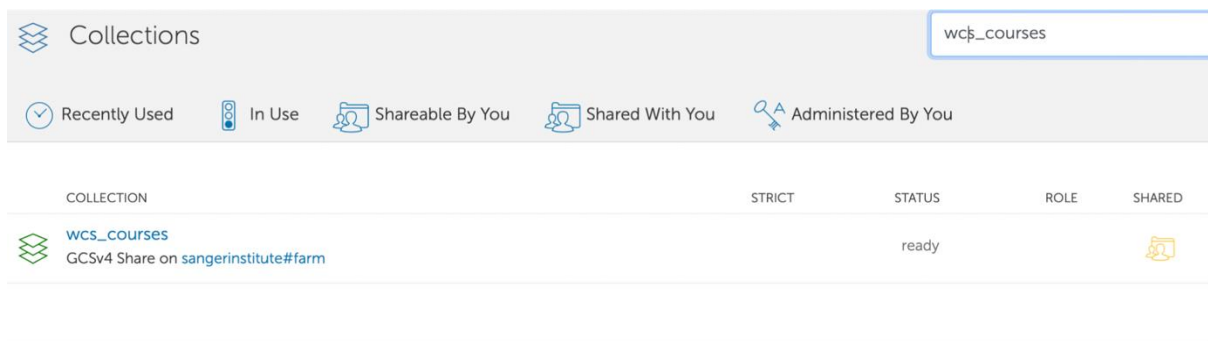 Collections
wcs_courses
Recently Used In Use Shareable By You Shared With You Administered By You
COLLECTION STRICT STATUS ROLE SHARED
wcs_courses
GCSv4 Share on sangerinstitute#farm
ready